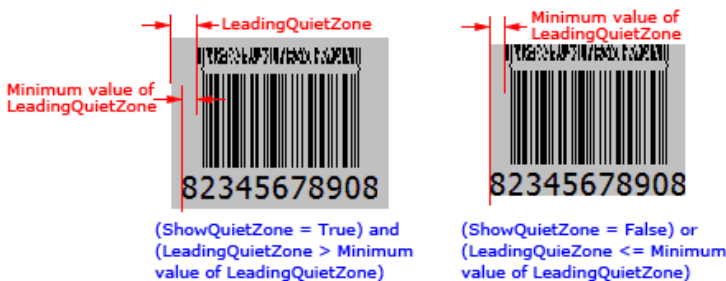 LeadingQuietZone
Minimum value of
LeadingQuietZone
82345678908
(ShowQuietZone = True) and
(LeadingQuietZone > Minimum
value of LeadingQuietZone)
Minimum value of
LeadingQuietZone
82345678908
(ShowQuietZone = False) or
(LeadingQuieZone <= Minimum
value of LeadingQuietZone)